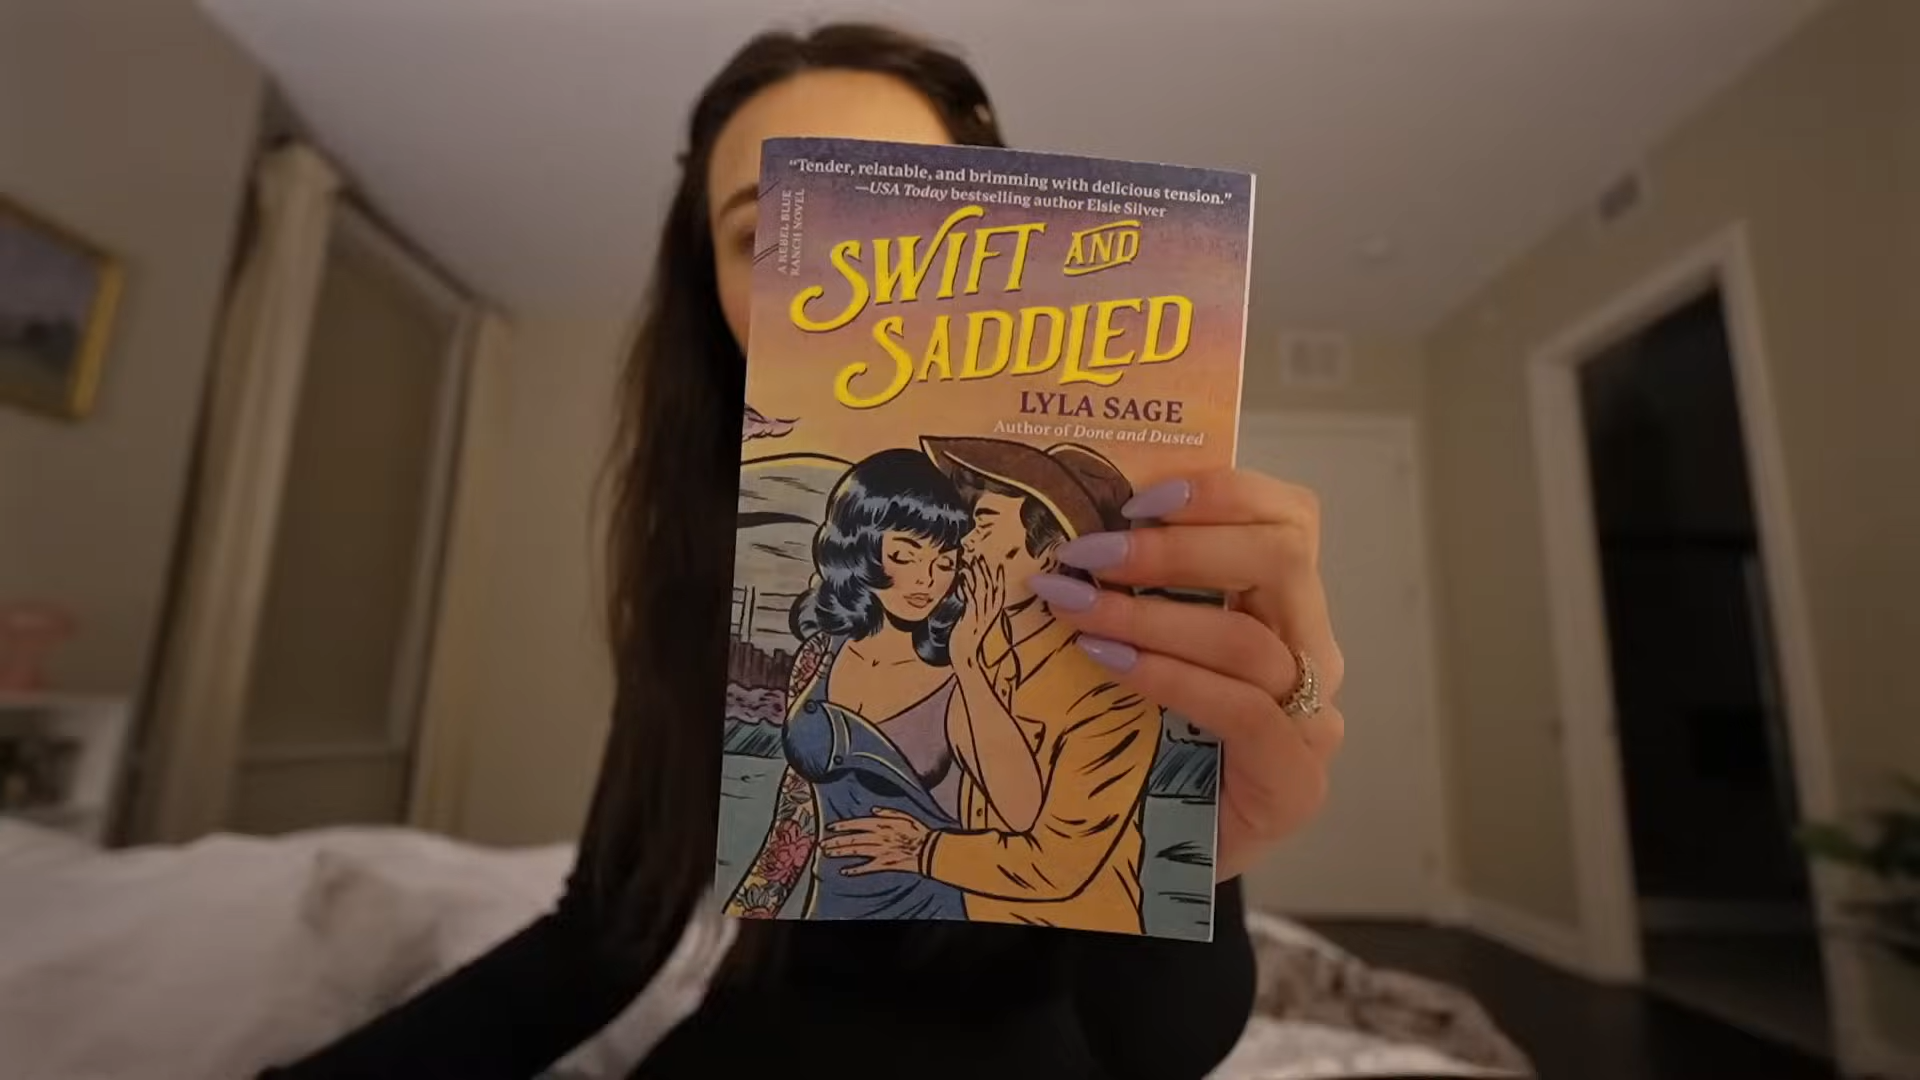 “Tender, relatable, and brimming with delicious tension.”
—USA Today bestselling author Elsie Silver
A REBEL BLUE
RANCH NOVEL
SWIFT AND
SADDLED
LYLA SAGE
Author of Done and Dusted